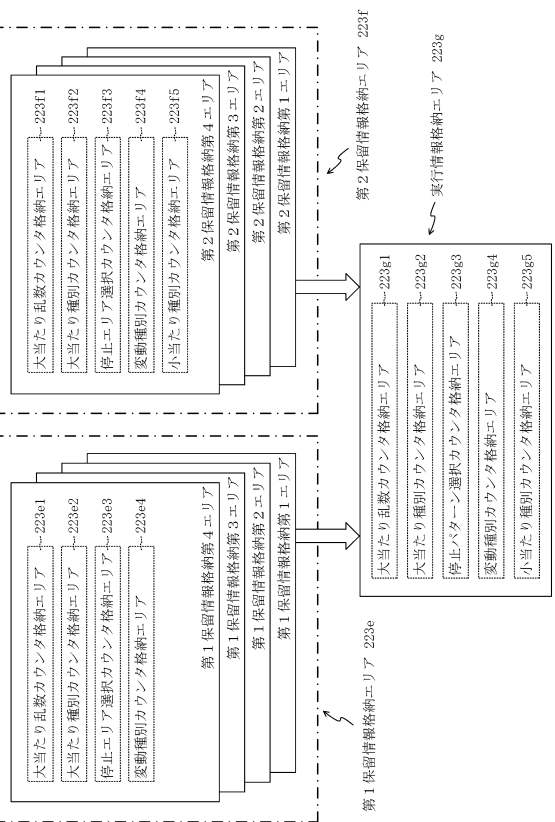 大当たり乱数カウンタ格納エリア 223e1
大当たり種別カウンタ格納エリア 223e2
停止エリア選択カウンタ格納エリア 223e3
変動種別カウンタ格納エリア 223e4
第1保留情報格納第4エリア
第1保留情報格納第3エリア
第1保留情報格納第2エリア
第1保留情報格納第1エリア
第1保留情報格納エリア 223e
大当たり乱数カウンタ格納エリア 223f1
大当たり種別カウンタ格納エリア 223f2
停止エリア選択カウンタ格納エリア 223f3
変動種別カウンタ格納エリア 223f4
小当たり種別カウンタ格納エリア 223f5
第2保留情報格納第4エリア
第2保留情報格納第3エリア
第2保留情報格納第2エリア
第2保留情報格納第1エリア
第2保留情報格納エリア 223f
実行情報格納エリア 223g
大当たり乱数カウンタ格納エリア 223g1
大当たり種別カウンタ格納エリア 223g2
停止パターン選択カウンタ格納エリア 223g3
変動種別カウンタ格納エリア 223g4
小当たり種別カウンタ格納エリア 223g5